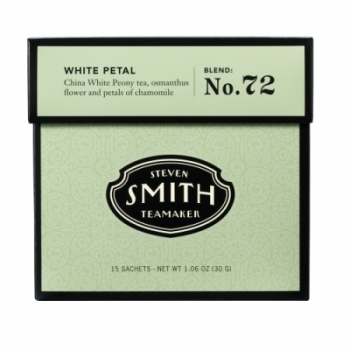 WHITE PETAL
China White Peony tea, osmanthus
flower and petals of chamomile
BLEND:
No.72
STEVEN
SMITH
TEAMAKER
15 SACHETS · NET WT 1.06 OZ (30 G)